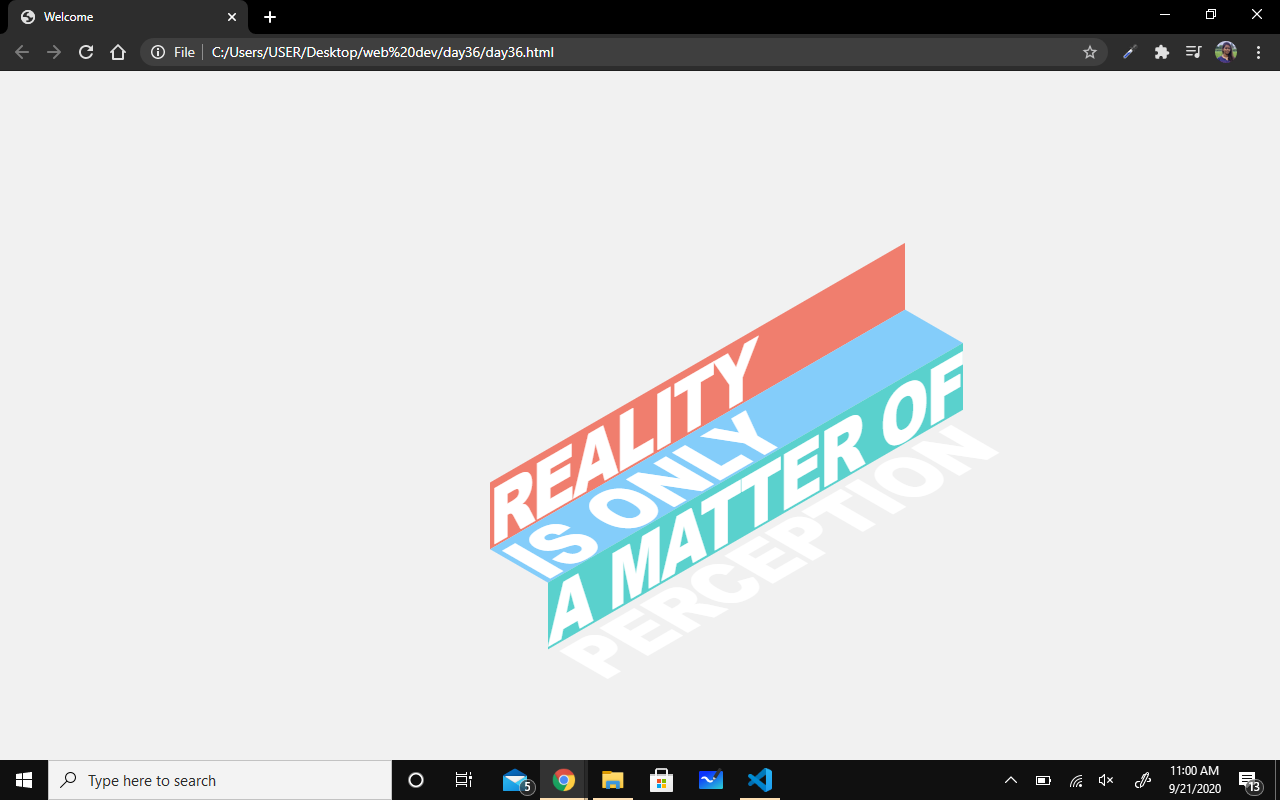 Welcome
File
C:/Users/USER/Desktop/web%20dev/day36/day36.html
REALITY
IS ONLY
A MATTER OF
PERCEPTION
Type here to search
5
11:00 AM
9/21/2020
13